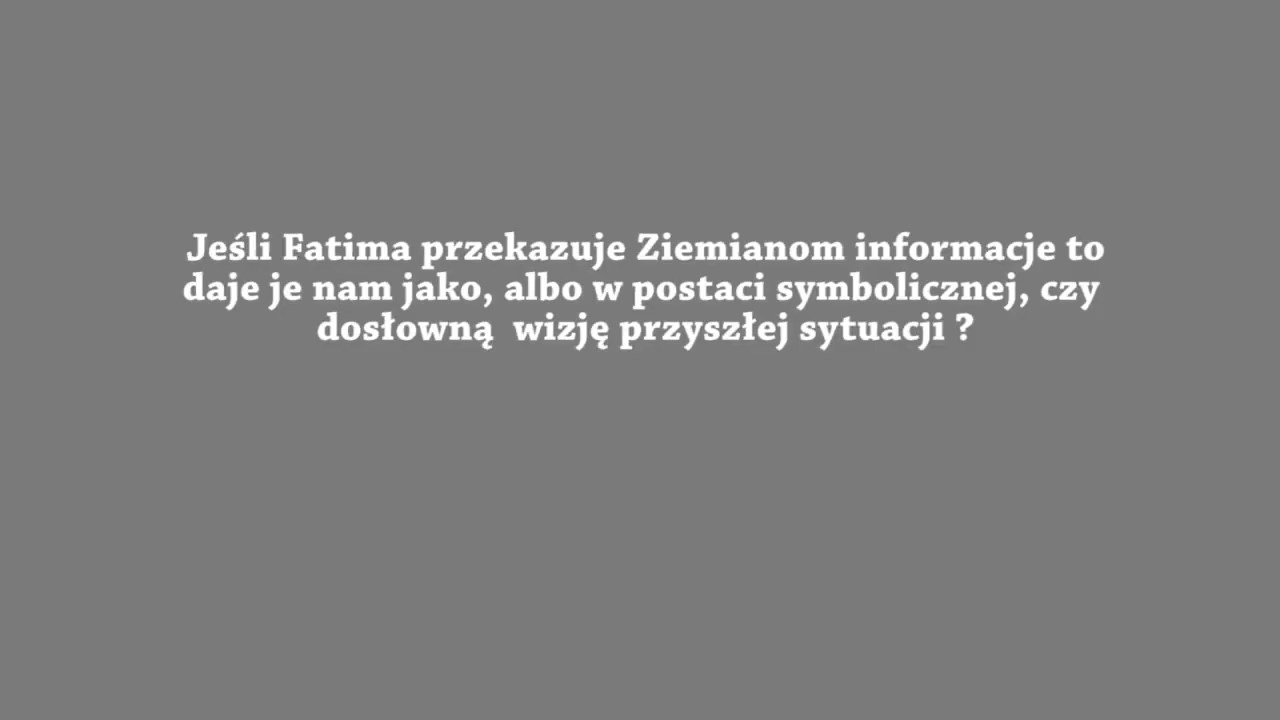 Jeśli Fatima przekazuje Ziemianom informacje to
daje je nam jako, albo w postaci symbolicznej, czy
dosłowną  wizję przyszłej sytuacji ?